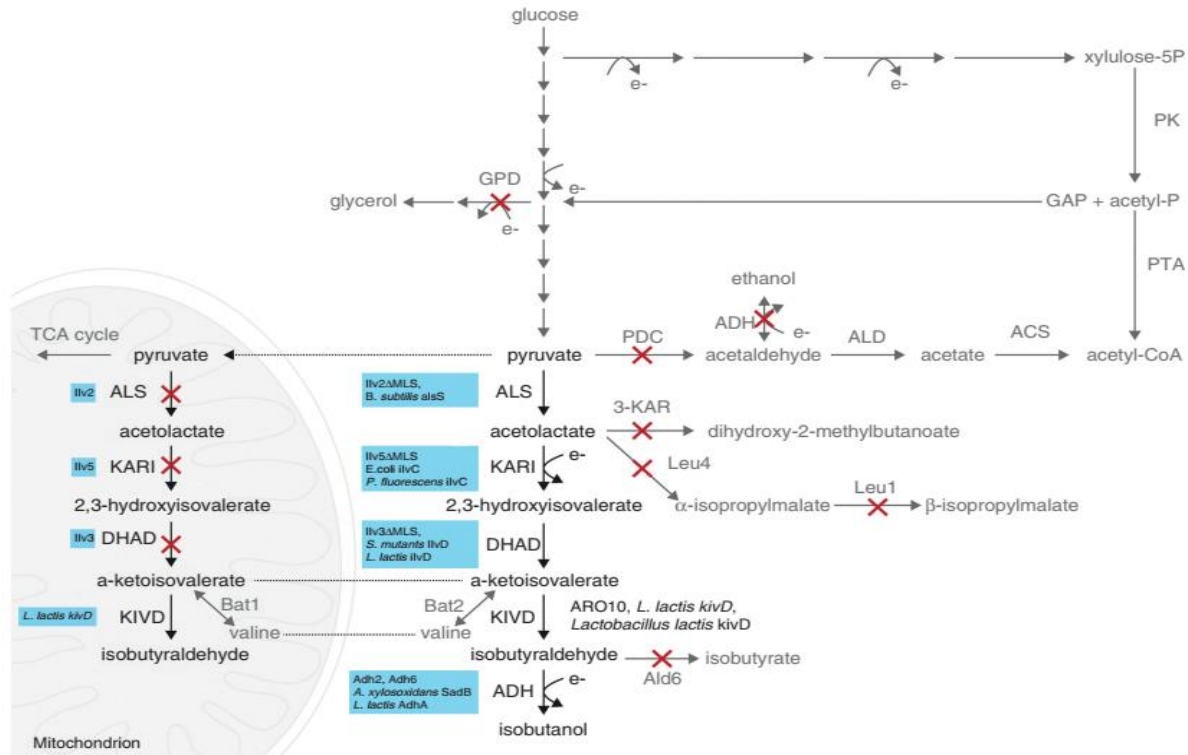 glucose
xylulose-5P
e-
e-
PK
GPD
e-
glycerol
GAP + acetyl-P
e-
PTA
ethanol
ADH
e-
TCA cycle
PDC
ALD
ACS
pyruvate
pyruvate
acetaldehyde
acetate
acetyl-CoA
Ilv2
ALS
Ilv2ΔMLS,
B. subtilis alsS
ALS
3-KAR
acetolactate
acetolactate
dihydroxy-2-methylbutanoate
Ilv5
KARI
Ilv5ΔMLS
E.coli ilvC
P. fluorescens ilvC
KARI
e-
Leu4
Leu1
2,3-hydroxyisovalerate
2,3-hydroxyisovalerate
α-isopropylmalate
β-isopropylmalate
Ilv3
DHAD
Ilv3ΔMLS,
S. mutants IlvD
L. lactis ilvD
DHAD
a-ketoisovalerate
a-ketoisovalerate
L. lactis kivD
KIVD
Bat1
valine
Bat2
valine
KIVD
ARO10, L. lactis kivD,
Lactobacillus lactis kivD
isobutyraldehyde
isobutyraldehyde
isobutyrate
Ald6
Adh2, Adh6
A. xylosoxidans SadB
L. lactis AdhA
ADH
e-
isobutanol
Mitochondrion